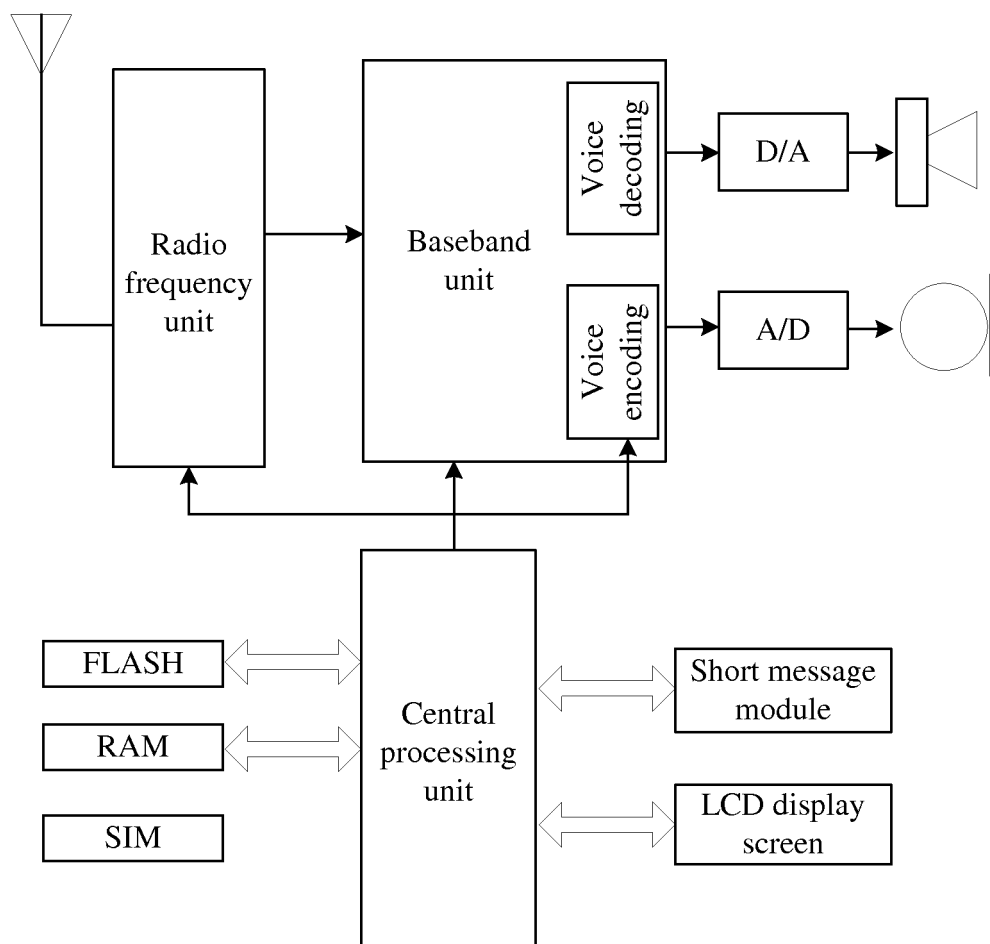 Radio
frequency
unit
Baseband
unit
Voice
decoding
Voice
encoding
D/A
A/D
FLASH
RAM
SIM
Central
processing
unit
Short message
module
LCD display
screen